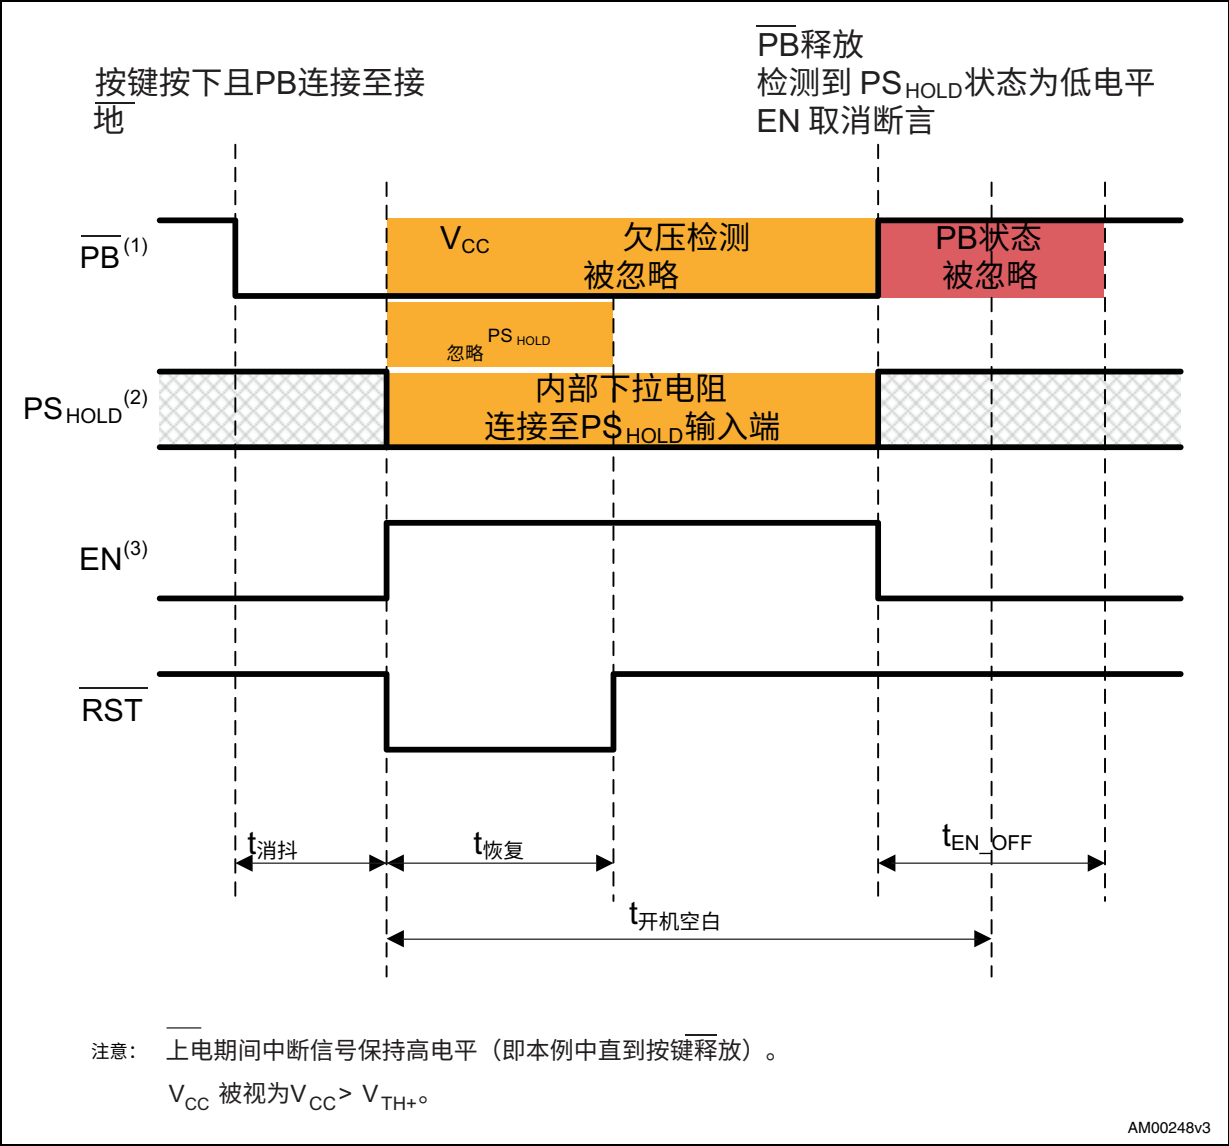 按键按下且PB连接至接
地
PB释放
检测到 PSHOLD状态为低电平
EN 取消断言
PB(1)
VCC 欠压检测
被忽略
PB状态
被忽略
PSHOLD
忽略
PSHOLD(2)
内部下拉电阻
连接至PSHOLD输入端
EN(3)
RST
t消抖
t恢复
tEN_OFF
t开机空白
注意： 上电期间中断信号保持高电平（即本例中直到按键释放）。
VCC 被视为VCC> VTH+。
AM00248v3